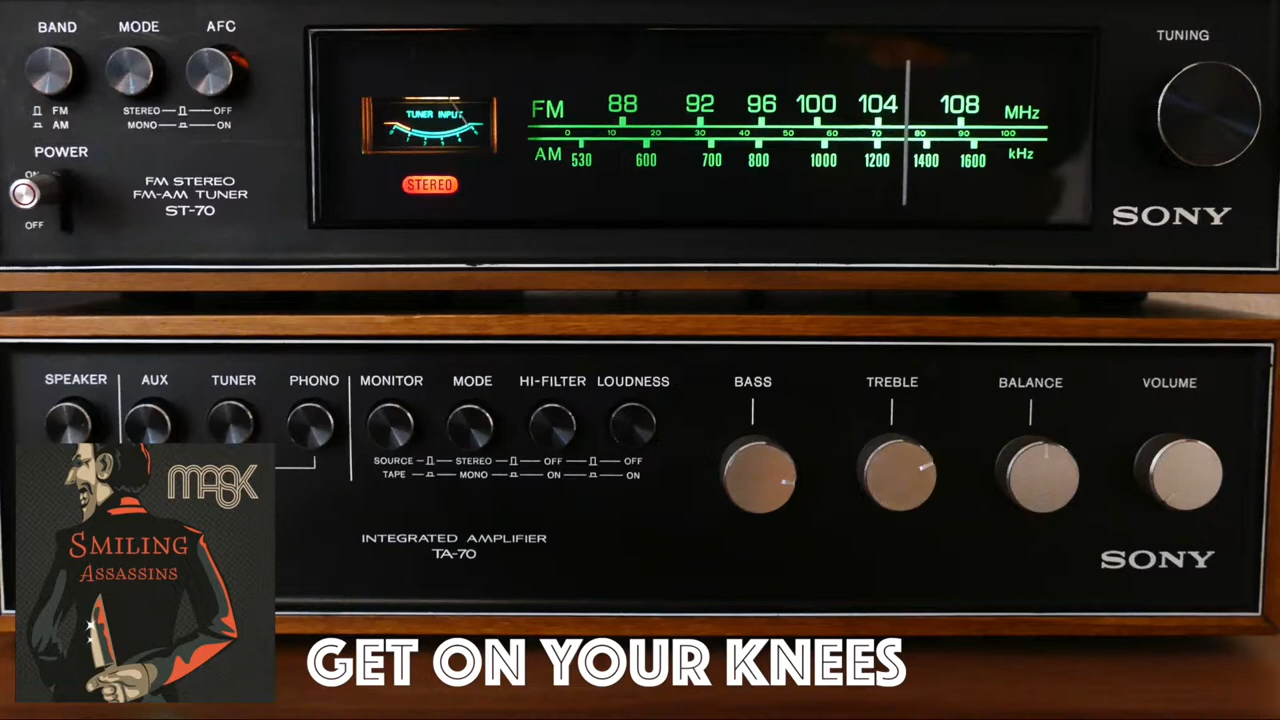 BAND MODE AFC
FM STEREO OFF
AM MONO ON
POWER
ON
OFF
FM STEREO
FM-AM TUNER
ST-70
TUNER INPUT
STEREO
FM 88 92 96 100 104 108 MHz
0 10 20 30 40 50 60 70 80 90 100
AM 530 600 700 800 1000 1200 1400 1600 kHz
TUNING
SONY
SPEAKER AUX TUNER PHONO MONITOR MODE HI-FILTER LOUDNESS BASS TREBLE BALANCE VOLUME
SOURCE STEREO OFF OFF
TAPE MONO ON ON
INTEGRATED AMPLIFIER
TA-70
SONY
MASK
SMILING
ASSASSINS
GET ON YOUR KNEES